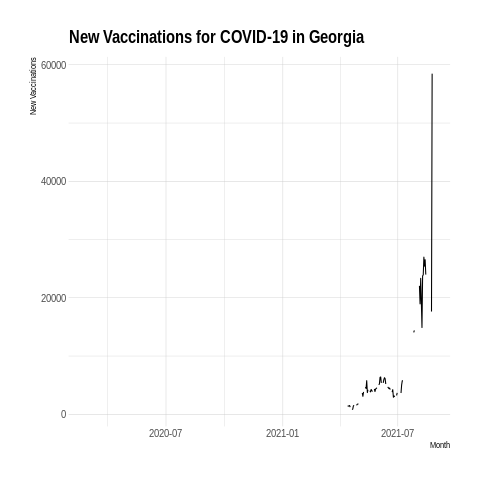 New Vaccinations for COVID-19 in Georgia
New Vaccinations
60000
40000
20000
0
2020-07
2021-01
2021-07
Month